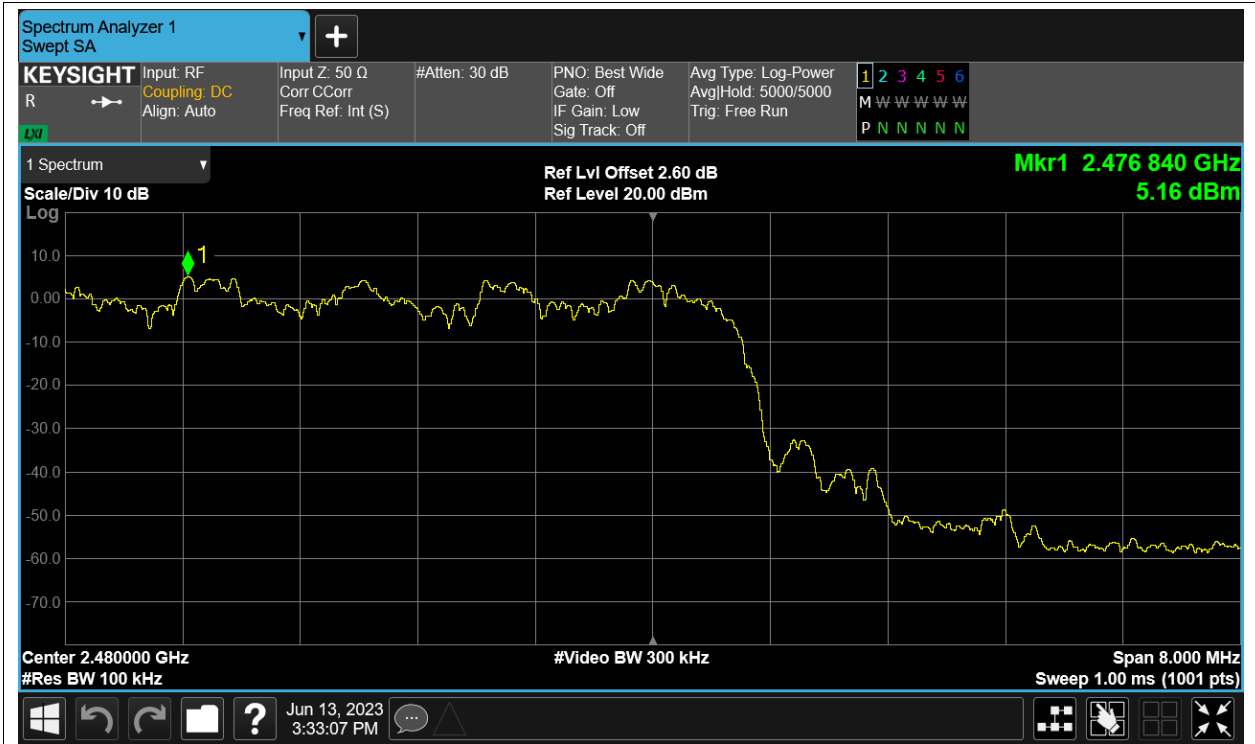 Spectrum Analyzer 1
Swept SA
+
KEYSIGHT
R
LXI
Input: RF
Coupling: DC
Align: Auto
Input Z: 50 Ω
Corr CCorr
Freq Ref: Int (S)
#Atten: 30 dB
PNO: Best Wide
Gate: Off
IF Gain: Low
Sig Track: Off
Avg Type: Log-Power
Avg|Hold: 5000/5000
Trig: Free Run
1 2 3 4 5 6
M W W W W W
P N N N N N
1 Spectrum
Scale/Div 10 dB
Log
Ref Lvl Offset 2.60 dB
Ref Level 20.00 dBm
Mkr1 2.476 840 GHz
5.16 dBm
1
10.0
0.00
-10.0
-20.0
-30.0
-40.0
-50.0
-60.0
-70.0
Center 2.480000 GHz
#Res BW 100 kHz
#Video BW 300 kHz
Span 8.000 MHz
Sweep 1.00 ms (1001 pts)
?
Jun 13, 2023
3:33:07 PM